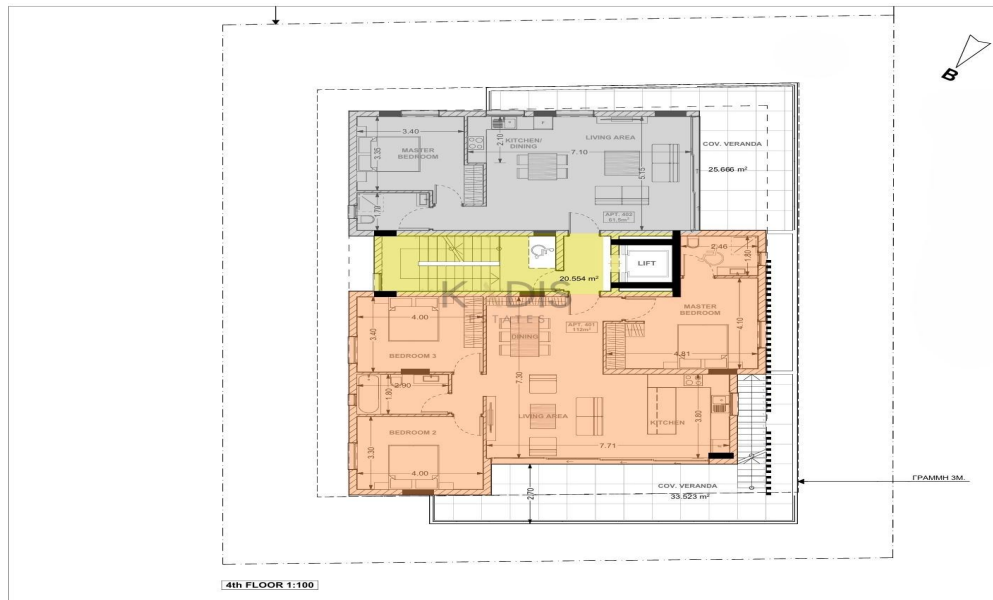 B
3.40
MASTER
BEDROOM
3.35
2.10
KITCHEN/
DINING
LIVING AREA
7.10
5.15
COV. VERANDA
25.666 m²
1.70
APT. 402
LIFT
20.554 m²
2.46
1.80
KADIS
ESTATES
4.00
3.40
BEDROOM 3
DINING
APT. 401
MASTER
BEDROOM
4.10
4.81
2.90
1.80
7.30
LIVING AREA
KITCHEN
3.80
7.71
BEDROOM 2
3.30
4.00
2.70
COV. VERANDA
33.523 m²
ΓΡΑΜΜΗ 3Μ.
4th FLOOR 1:100